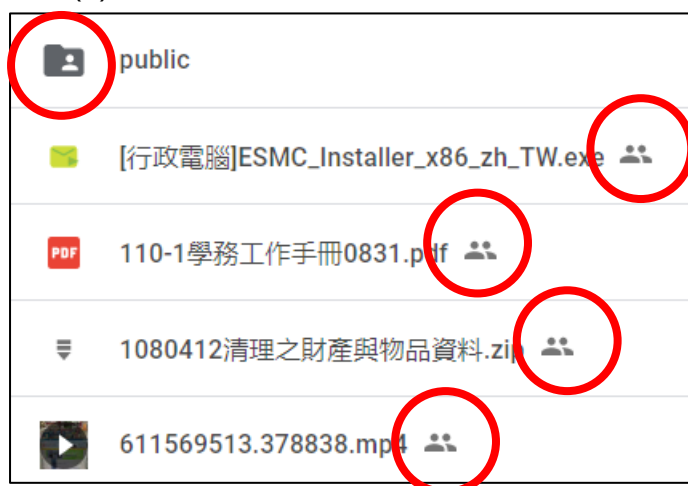 public
[行政電腦]ESMC_Installer_x86_zh_TW.exe
PDF 110-1學務工作手冊0831.pdf
1080412清理之財產與物品資料.zip
611569513.378838.mp4